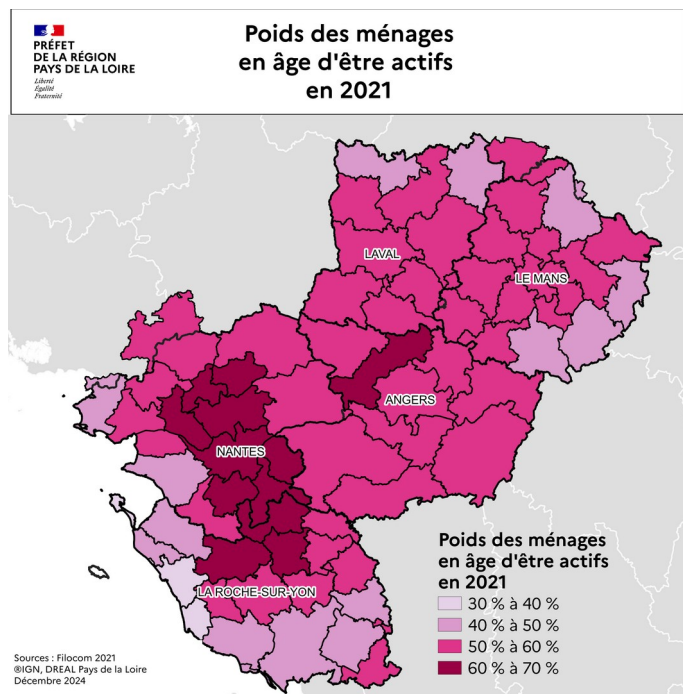 PRÉFET
DE LA RÉGION
PAYS DE LA LOIRE
Liberté
Égalité
Fraternité
Poids des ménages
en âge d'être actifs
en 2021
LAVAL
LE MANS
ANGERS
NANTES
LA ROCHE-SUR-YON
Poids des ménages
en âge d'être actifs
en 2021
30 % à 40 %
40 % à 50 %
50 % à 60 %
60 % à 70 %
Sources : Filocom 2021
®IGN, DREAL Pays de la Loire
Décembre 2024